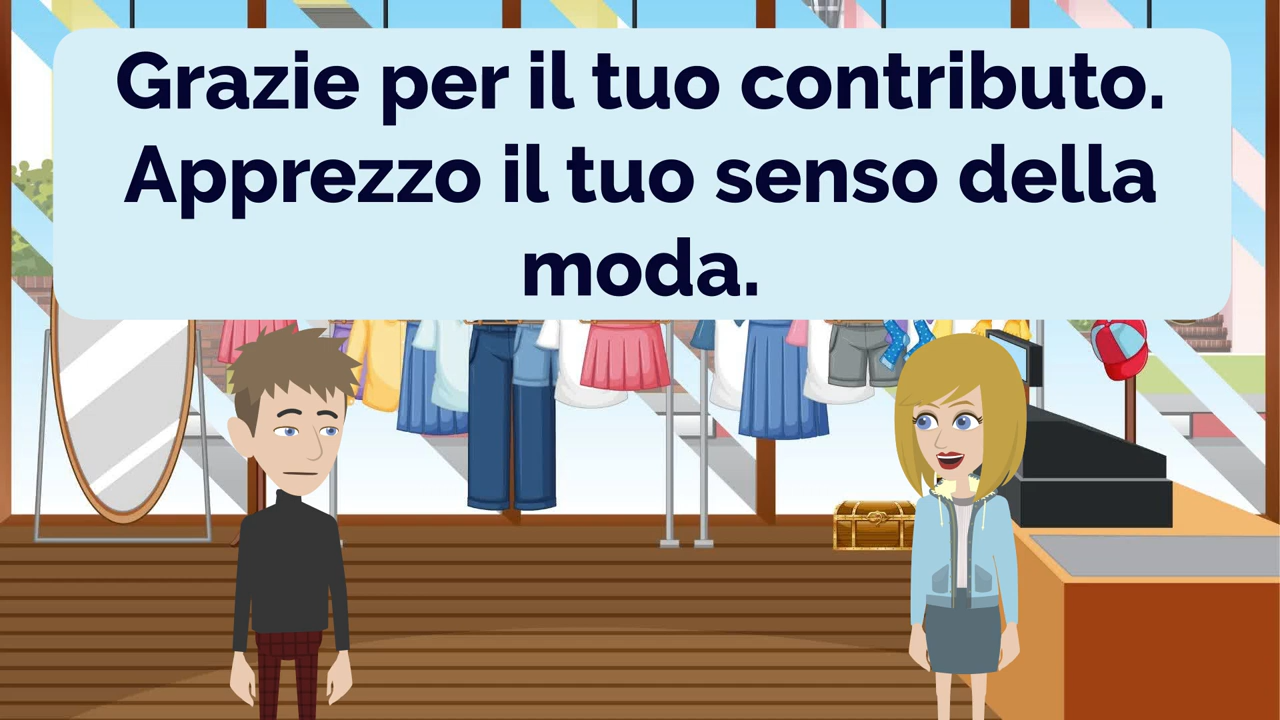 Grazie per il tuo contributo.
Apprezzo il tuo senso della
moda.